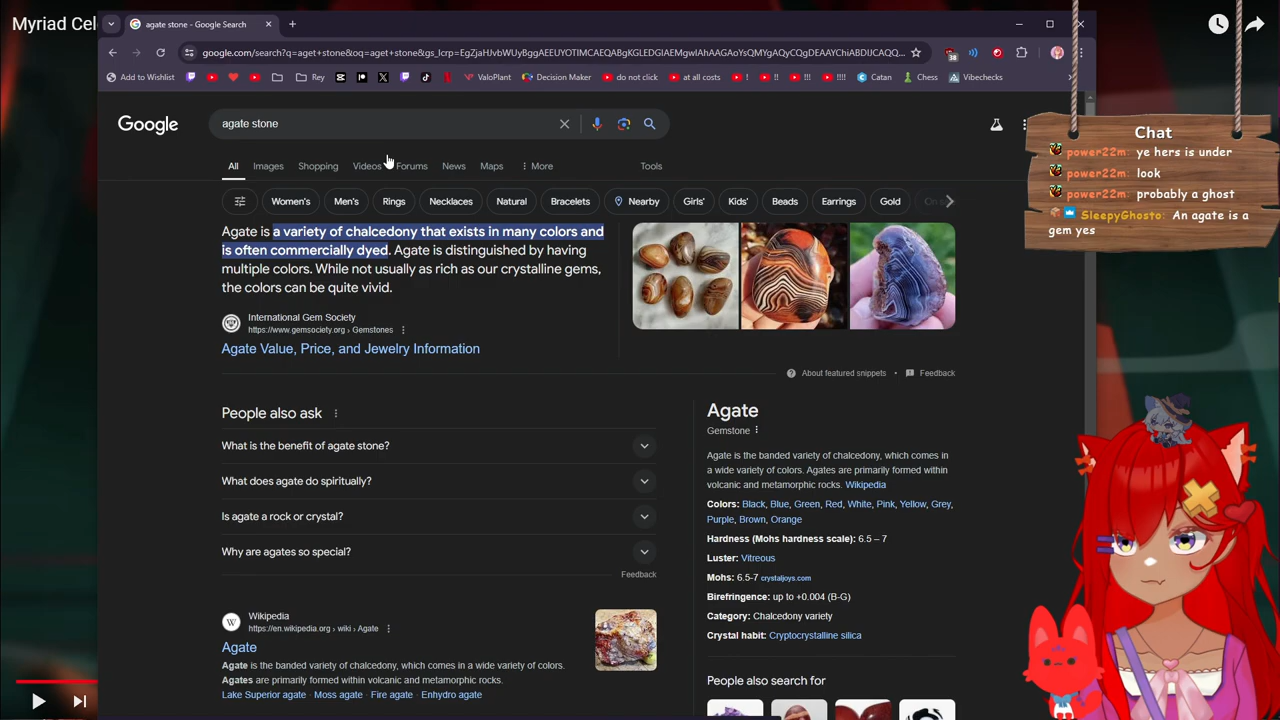 Myriad Cel
agate stone - Google Search
google.com/search?q=aget+stone&oq=aget+stone&gs_lcrp=EgZjaHJvbWUyBggAEEUYOTIMCAEQABgKGLEDGIAEMgwIAhAAGAoYsQMYgAQyCQgDEAAYChiABDIJCAQQ...
38
Add to Wishlist
Rey
ValoPlant
Decision Maker
do not click
at all costs
!
!!
!!!
!!!!
Catan
Chess
Vibechecks
Google
agate stone
All
Images
Shopping
Videos
Forums
News
Maps
More
Tools
Women's
Men's
Natural
Bracelets
Nearby
Girls'
Kids'
Beads
Earrings
Gold
Agate is a variety of chalcedony that exists in many colors and
is often commercially dyed. Agate is distinguished by having
multiple colors. While not usually as rich as our crystalline gems,
the colors can be quite vivid.
International Gem Society
https://www.gemsociety.org › Gemstones
Agate Value, Price, and Jewelry Information
About featured snippets
Feedback
People also ask
What is the benefit of agate stone?
What does agate do spiritually?
Is agate a rock or crystal?
Why are agates so special?
Feedback
Wikipedia
https://en.wikipedia.org › wiki › Agate
Agate
Agate is the banded variety of chalcedony, which comes in a wide variety of colors.
Agates are primarily formed within volcanic and metamorphic rocks.
Lake Superior agate · Moss agate · Fire agate · Enhydro agate
Agate
Gemstone
Agate is the banded variety of chalcedony, which comes in
a wide variety of colors. Agates are primarily formed within
volcanic and metamorphic rocks. Wikipedia
Colors: Black, Blue, Green, Red, White, Pink, Yellow, Grey,
Purple, Brown, Orange
Hardness (Mohs hardness scale): 6.5 – 7
Luster: Vitreous
Mohs: 6.5-7 crystaljoys.com
Birefringence: up to +0.004 (B-G)
Category: Chalcedony variety
Crystal habit: Cryptocrystalline silica
People also search for
Chat
power22m: ye hers is under
power22m: look
power22m: probably a ghost
SleepyGhosto: An agate is a
gem yes